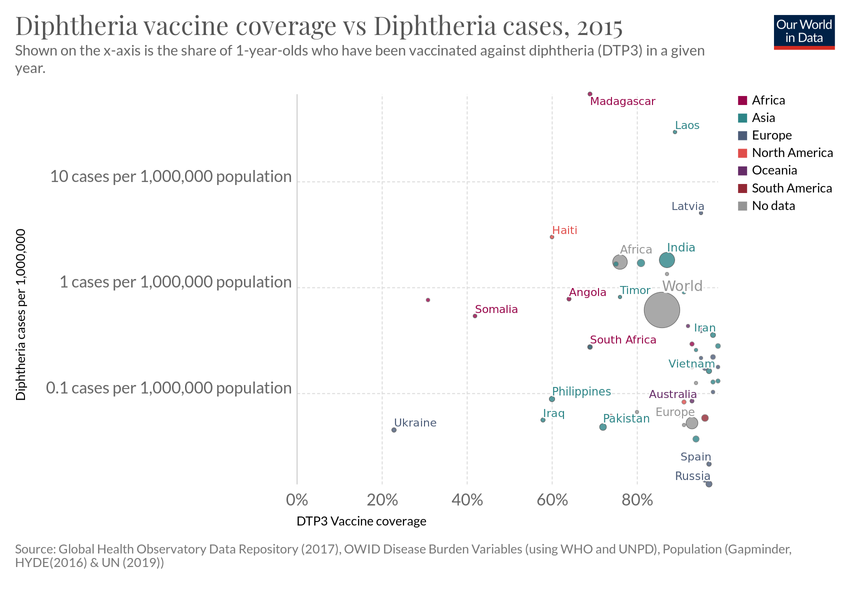 Diphtheria vaccine coverage vs Diphtheria cases, 2015
Our World
in Data
Shown on the x-axis is the share of 1-year-olds who have been vaccinated against diphtheria (DTP3) in a given
year.
Madagascar
Laos
10 cases per 1,000,000 population
Latvia
Haiti
Africa
India
1 cases per 1,000,000 population
World
Timor
Angola
Somalia
Iran
South Africa
Vietnam
0.1 cases per 1,000,000 population
Philippines
Australia
Iraq
Europe
Pakistan
Ukraine
Spain
Russia
Diphtheria cases per 1,000,000
0%
20%
40%
60%
80%
DTP3 Vaccine coverage
Africa
Asia
Europe
North America
Oceania
South America
No data
Source: Global Health Observatory Data Repository (2017), OWID Disease Burden Variables (using WHO and UNPD), Population (Gapminder,
HYDE(2016) & UN (2019))